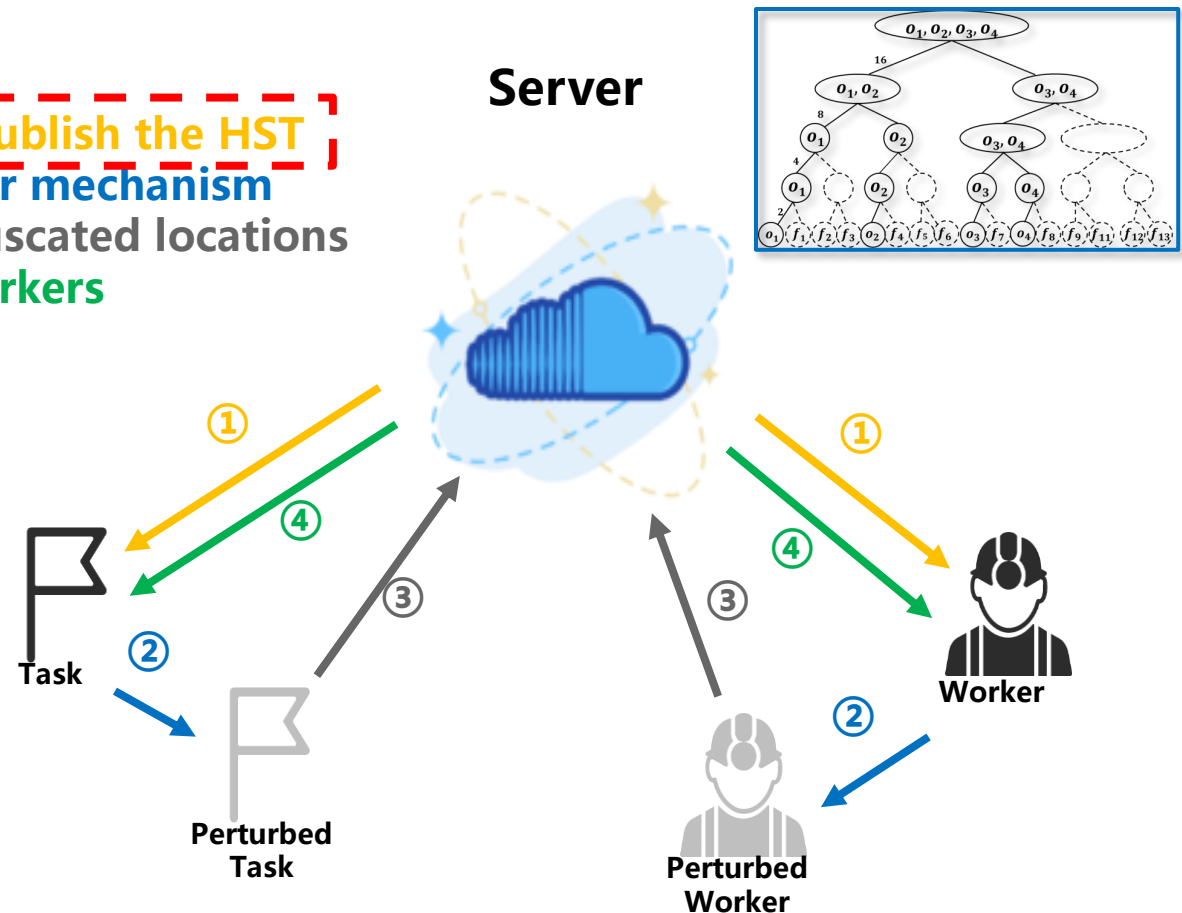 Server
ublish the HST
r mechanism
uscated locations
rkers
o₁, o₂, o₃, o₄
16
o₁, o₂
o₃, o₄
8
o₁
o₂
o₃, o₄
4
o₁
o₂
o₃
o₄
2
o₁ f₁ f₂ f₃ o₂ f₄ f₅ f₆ o₃ f₇ o₄ f₈ f₉ f₁₁ f₁₂ f₁₃
①
①
④
④
③
③
Task
②
Worker
②
Perturbed
Task
Perturbed
Worker